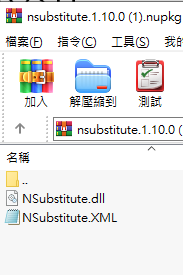 nsubstitute.1.10.0 (1).nupkg
檔案(F) 指令(C) 工具(S) 我的
加入 解壓縮到 測試
nsubstitute.1.10.0
名稱
..
NSubstitute.dll
NSubstitute.XML